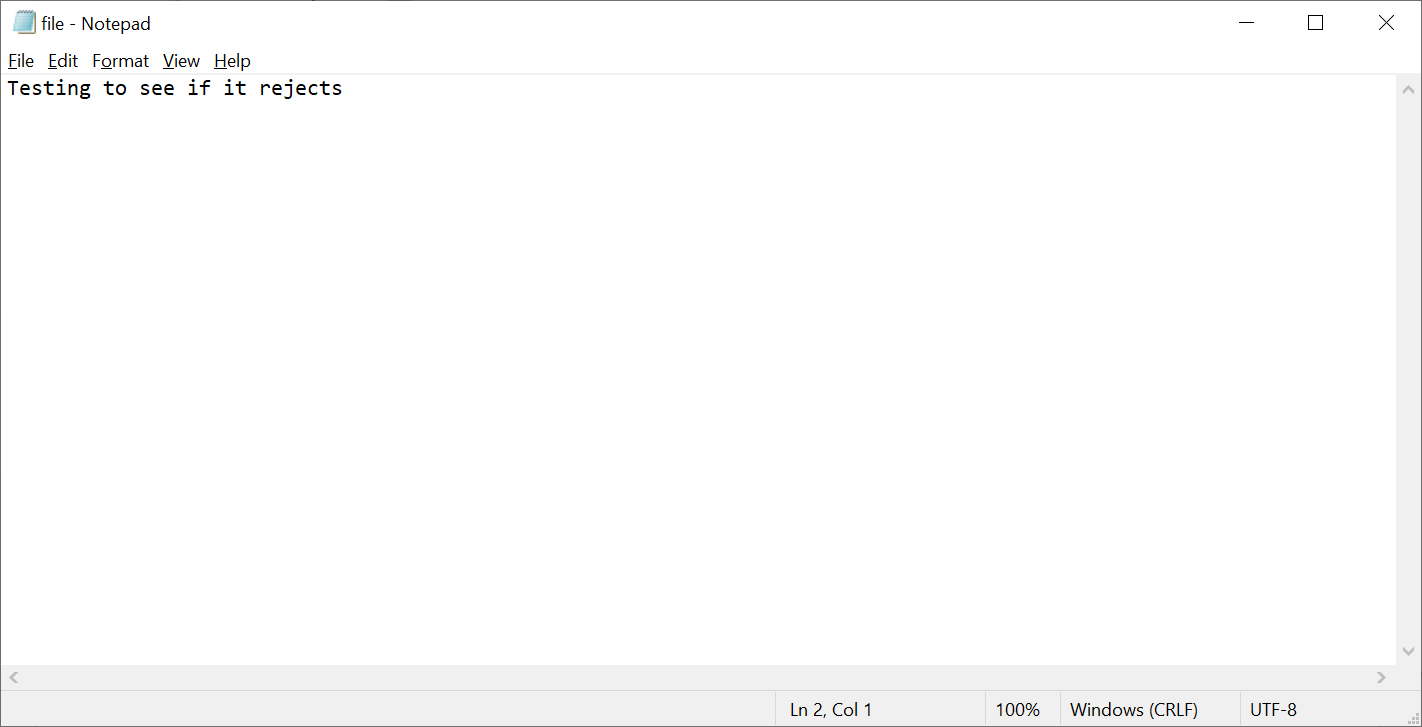 file - Notepad
File Edit Format View Help
Testing to see if it rejects
Ln 2, Col 1 100% Windows (CRLF) UTF-8